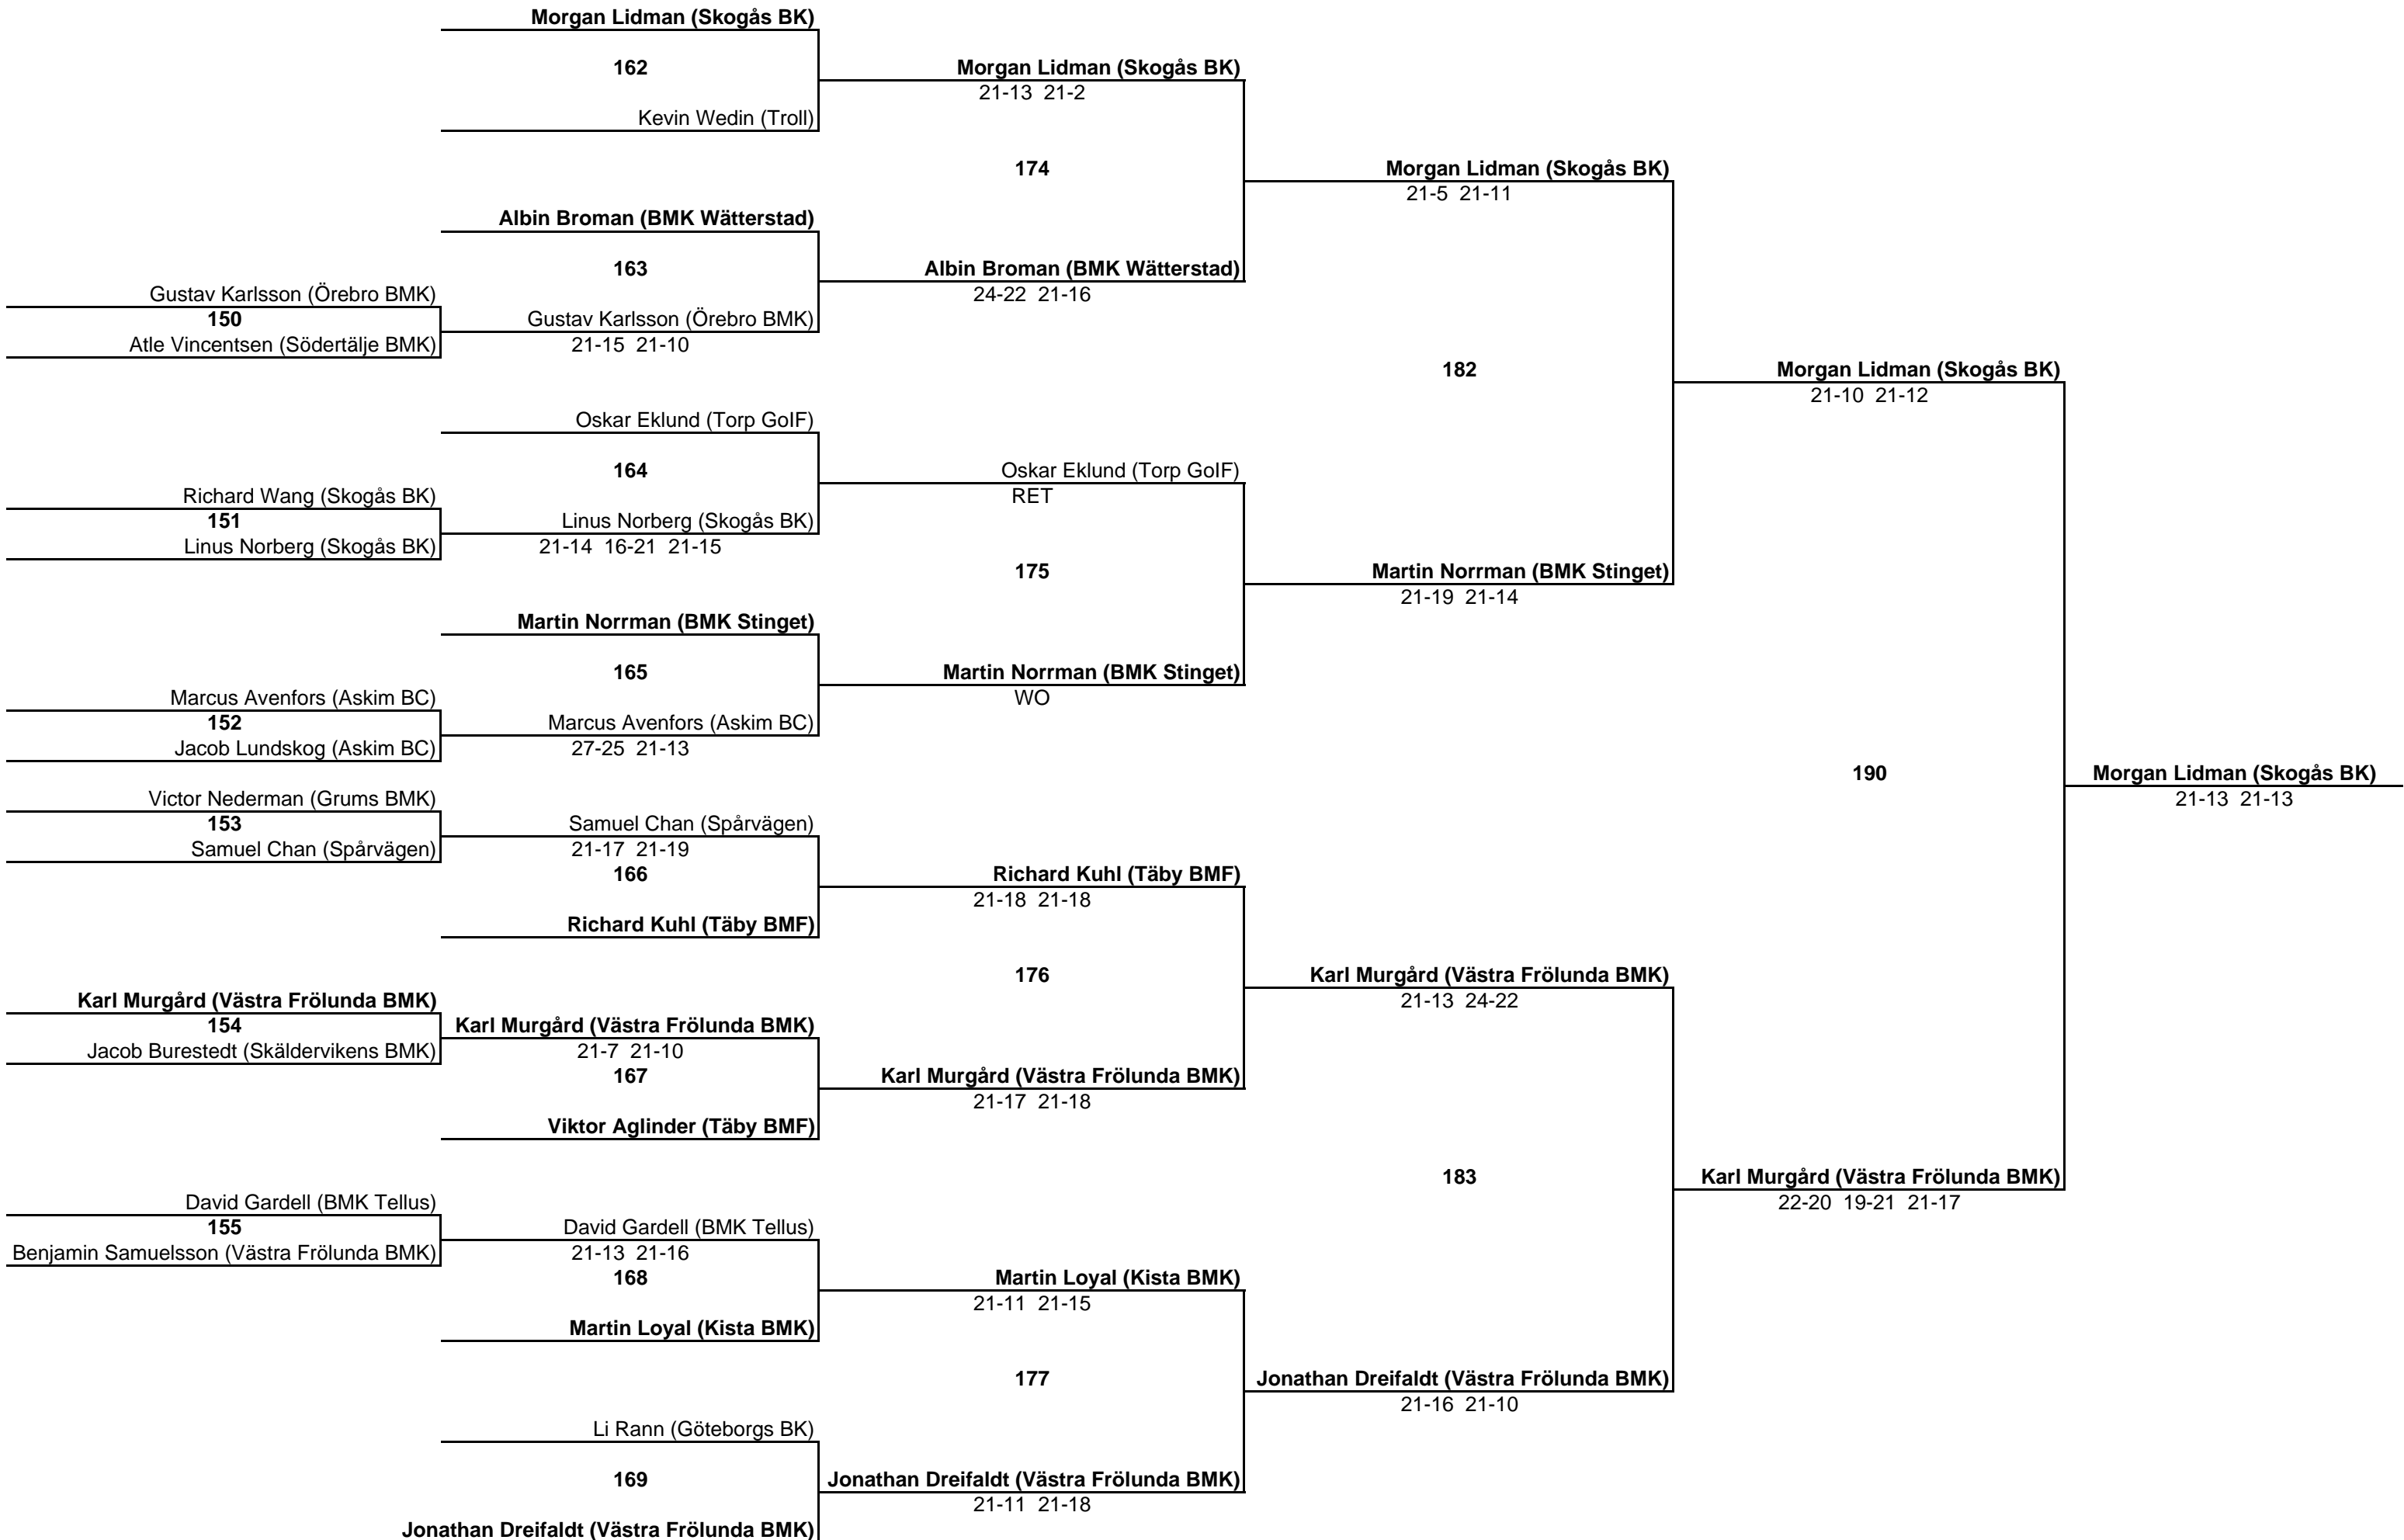 Morgan Lidman (Skogås BK)
162
Morgan Lidman (Skogås BK)
21-13 21-2
Kevin Wedin (Troll)
174
Morgan Lidman (Skogås BK)
21-5 21-11
Albin Broman (BMK Wätterstad)
163
Albin Broman (BMK Wätterstad)
24-22 21-16
Gustav Karlsson (Örebro BMK)
150
Gustav Karlsson (Örebro BMK)
21-15 21-10
Atle Vincentsen (Södertälje BMK)
182
Morgan Lidman (Skogås BK)
21-10 21-12
Oskar Eklund (Torp GoIF)
164
Oskar Eklund (Torp GoIF)
RET
Richard Wang (Skogås BK)
151
Linus Norberg (Skogås BK)
21-14 16-21 21-15
Linus Norberg (Skogås BK)
175
Martin Norrman (BMK Stinget)
21-19 21-14
Martin Norrman (BMK Stinget)
165
Martin Norrman (BMK Stinget)
WO
Marcus Avenfors (Askim BC)
152
Marcus Avenfors (Askim BC)
27-25 21-13
Jacob Lundskog (Askim BC)
190
Morgan Lidman (Skogås BK)
21-13 21-13
Victor Nederman (Grums BMK)
153
Samuel Chan (Spårvägen)
21-17 21-19
Samuel Chan (Spårvägen)
166
Richard Kuhl (Täby BMF)
21-18 21-18
Richard Kuhl (Täby BMF)
176
Karl Murgård (Västra Frölunda BMK)
21-13 24-22
Karl Murgård (Västra Frölunda BMK)
154
Karl Murgård (Västra Frölunda BMK)
21-7 21-10
Jacob Burestedt (Skäldervikens BMK)
167
Karl Murgård (Västra Frölunda BMK)
21-17 21-18
Viktor Aglinder (Täby BMF)
183
Karl Murgård (Västra Frölunda BMK)
22-20 19-21 21-17
David Gardell (BMK Tellus)
155
David Gardell (BMK Tellus)
21-13 21-16
Benjamin Samuelsson (Västra Frölunda BMK)
168
Martin Loyal (Kista BMK)
21-11 21-15
Martin Loyal (Kista BMK)
177
Jonathan Dreifaldt (Västra Frölunda BMK)
21-16 21-10
Li Rann (Göteborgs BK)
169
Jonathan Dreifaldt (Västra Frölunda BMK)
21-11 21-18
Jonathan Dreifaldt (Västra Frölunda BMK)